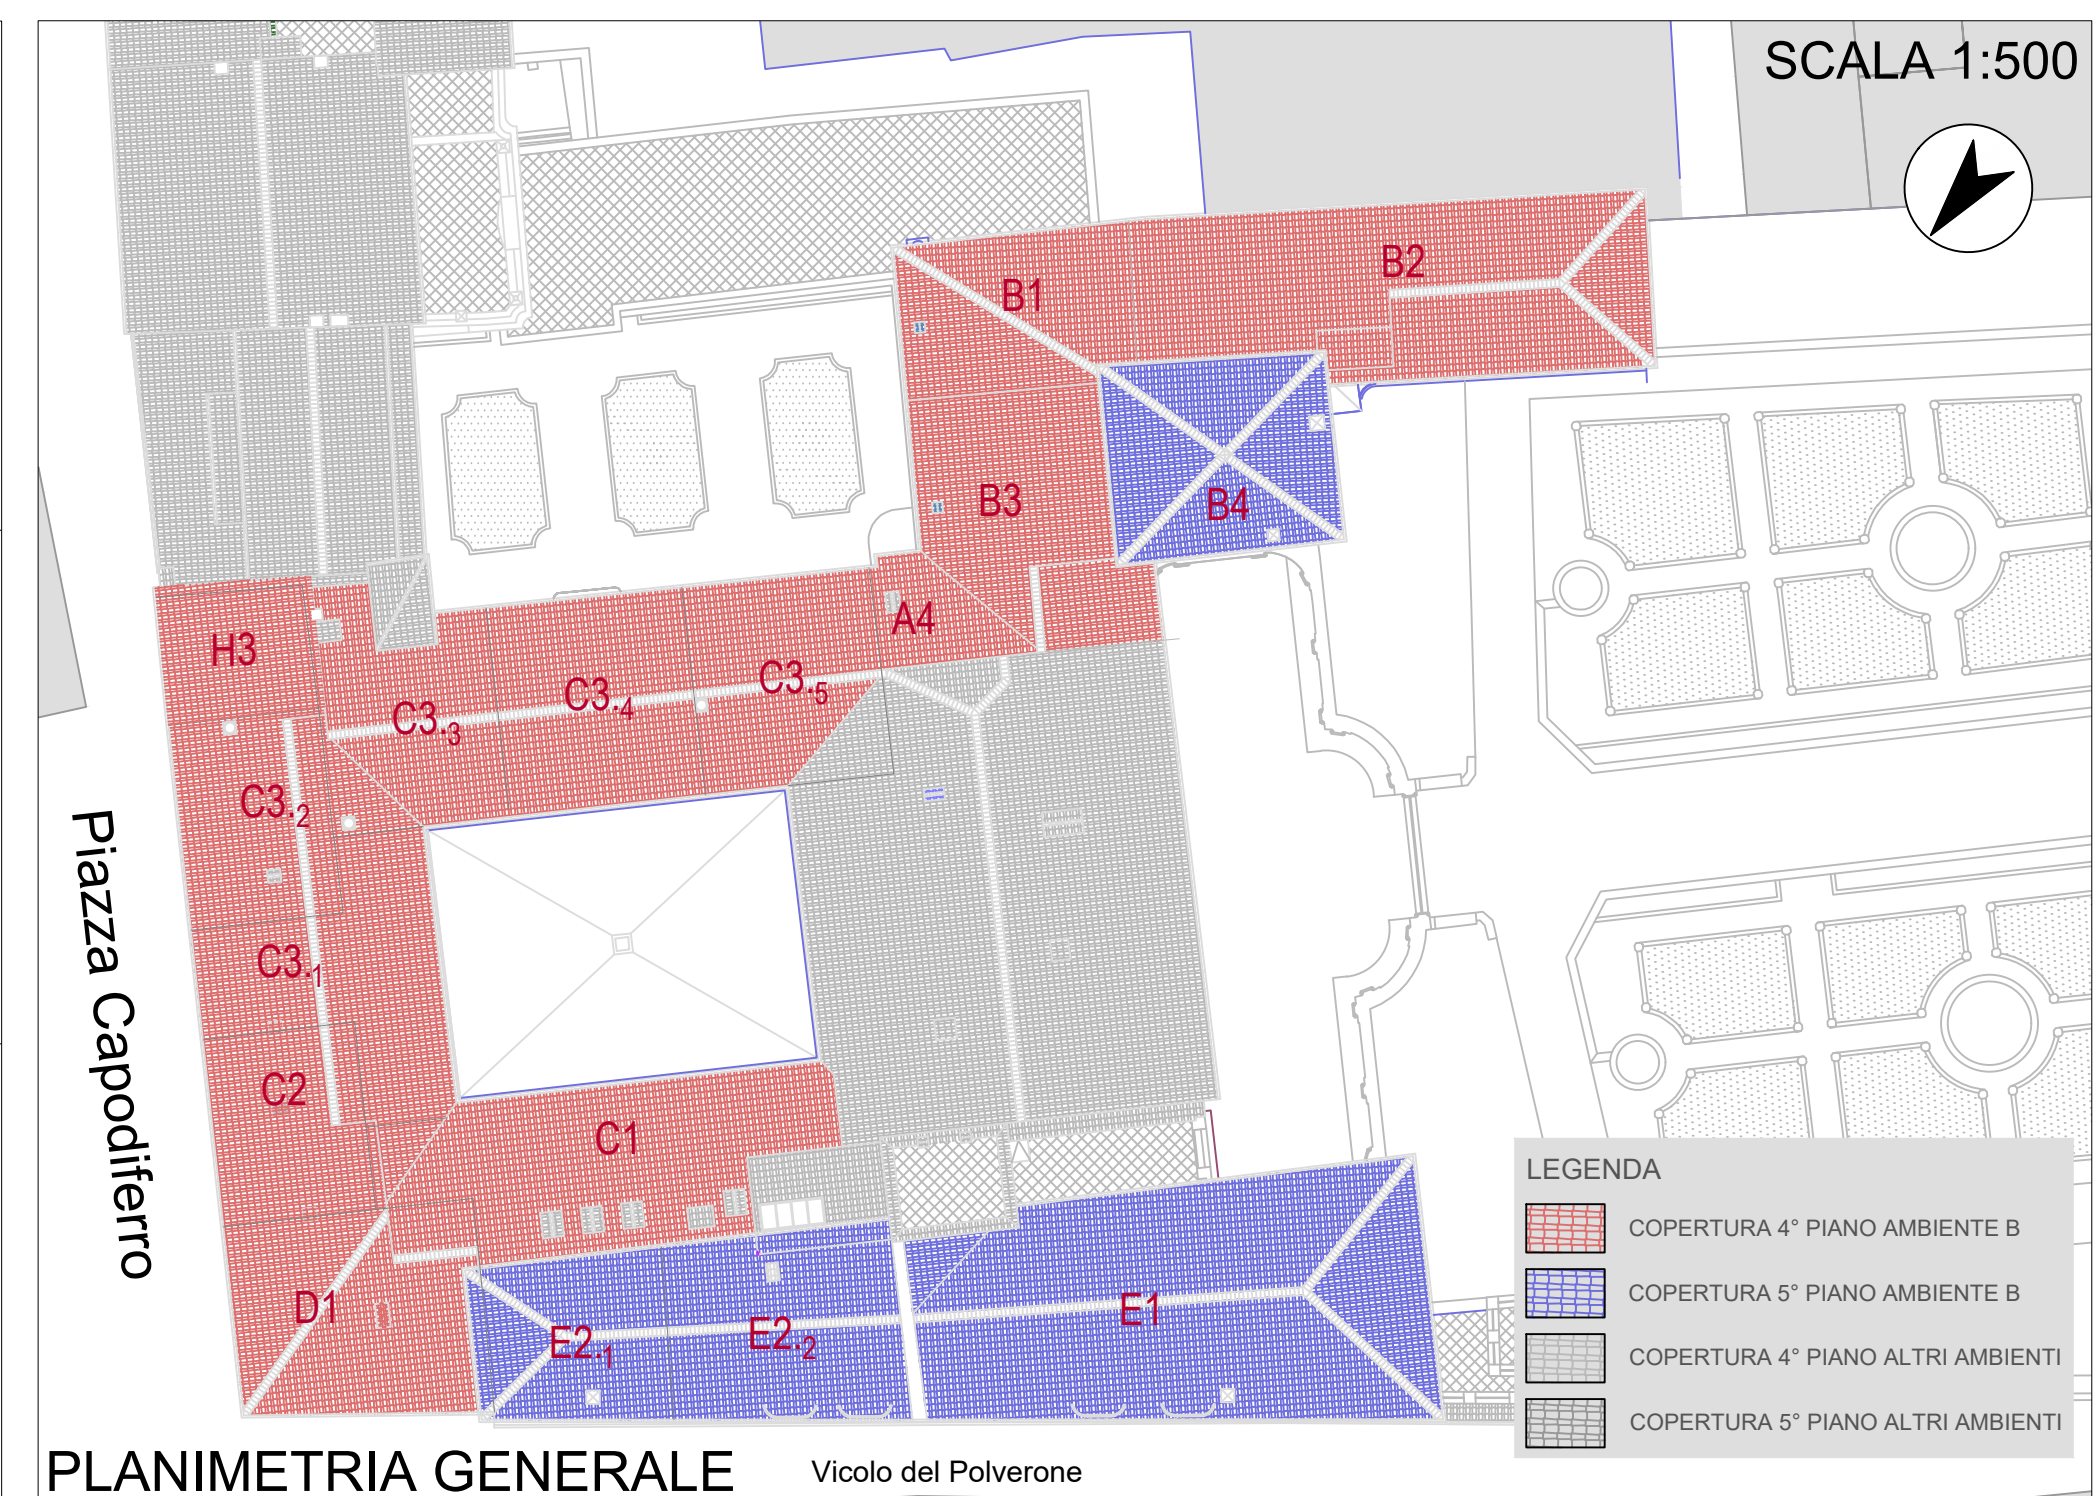 SCALA 1:500
B2
B1
B3
B4
A4
H3
C3.5
C3.4
C3.3
C3.2
C3.1
C2
C1
D1
E1
E2.2
E2.1
Piazza Capodiferro
LEGENDA
COPERTURA 4° PIANO AMBIENTE B
COPERTURA 5° PIANO AMBIENTE B
COPERTURA 4° PIANO ALTRI AMBIENTI
COPERTURA 5° PIANO ALTRI AMBIENTI
PLANIMETRIA GENERALE
Vicolo del Polverone